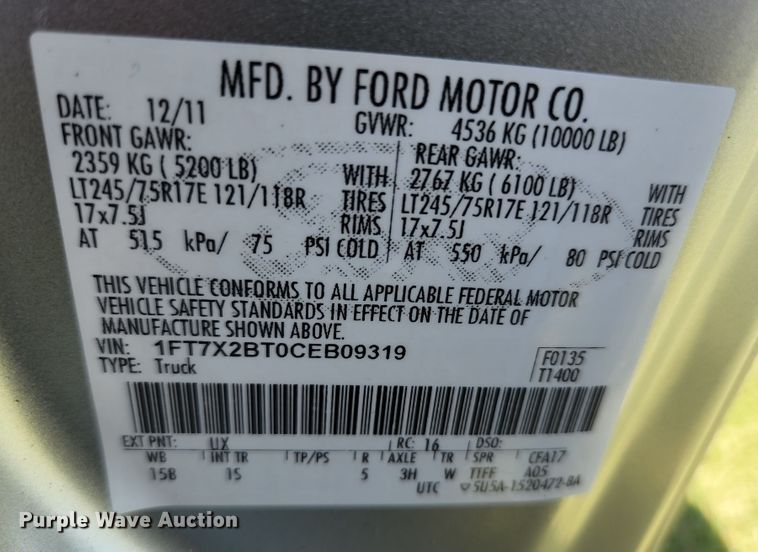 MFD. BY FORD MOTOR CO.
DATE: 12/11 GVWR: 4536 KG (10000 LB)
FRONT GAWR: REAR GAWR:
2359 KG ( 5200 LB) WITH 2767 KG ( 6100 LB) WITH
LT245/75R17E 121/118R TIRES LT245/75R17E 121/118R TIRES
17x7.5J RIMS 17x7.5J RIMS
AT 515 kPa/ 75 PSI COLD AT 550 kPa/ 80 PSI COLD
THIS VEHICLE CONFORMS TO ALL APPLICABLE FEDERAL MOTOR
VEHICLE SAFETY STANDARDS IN EFFECT ON THE DATE OF
MANUFACTURE SHOWN ABOVE.
VIN: 1FT7X2BT0CEB09319 F0135
TYPE: Truck T1400
EXT PNT: UX RC: 16 DSO:
WB INT TR TP/PS R AXLE TR SPR CFA17
15B 1S 5 3H W TTFF A05
UTC 5U5A-1520472-BA
Purple Wave Auction